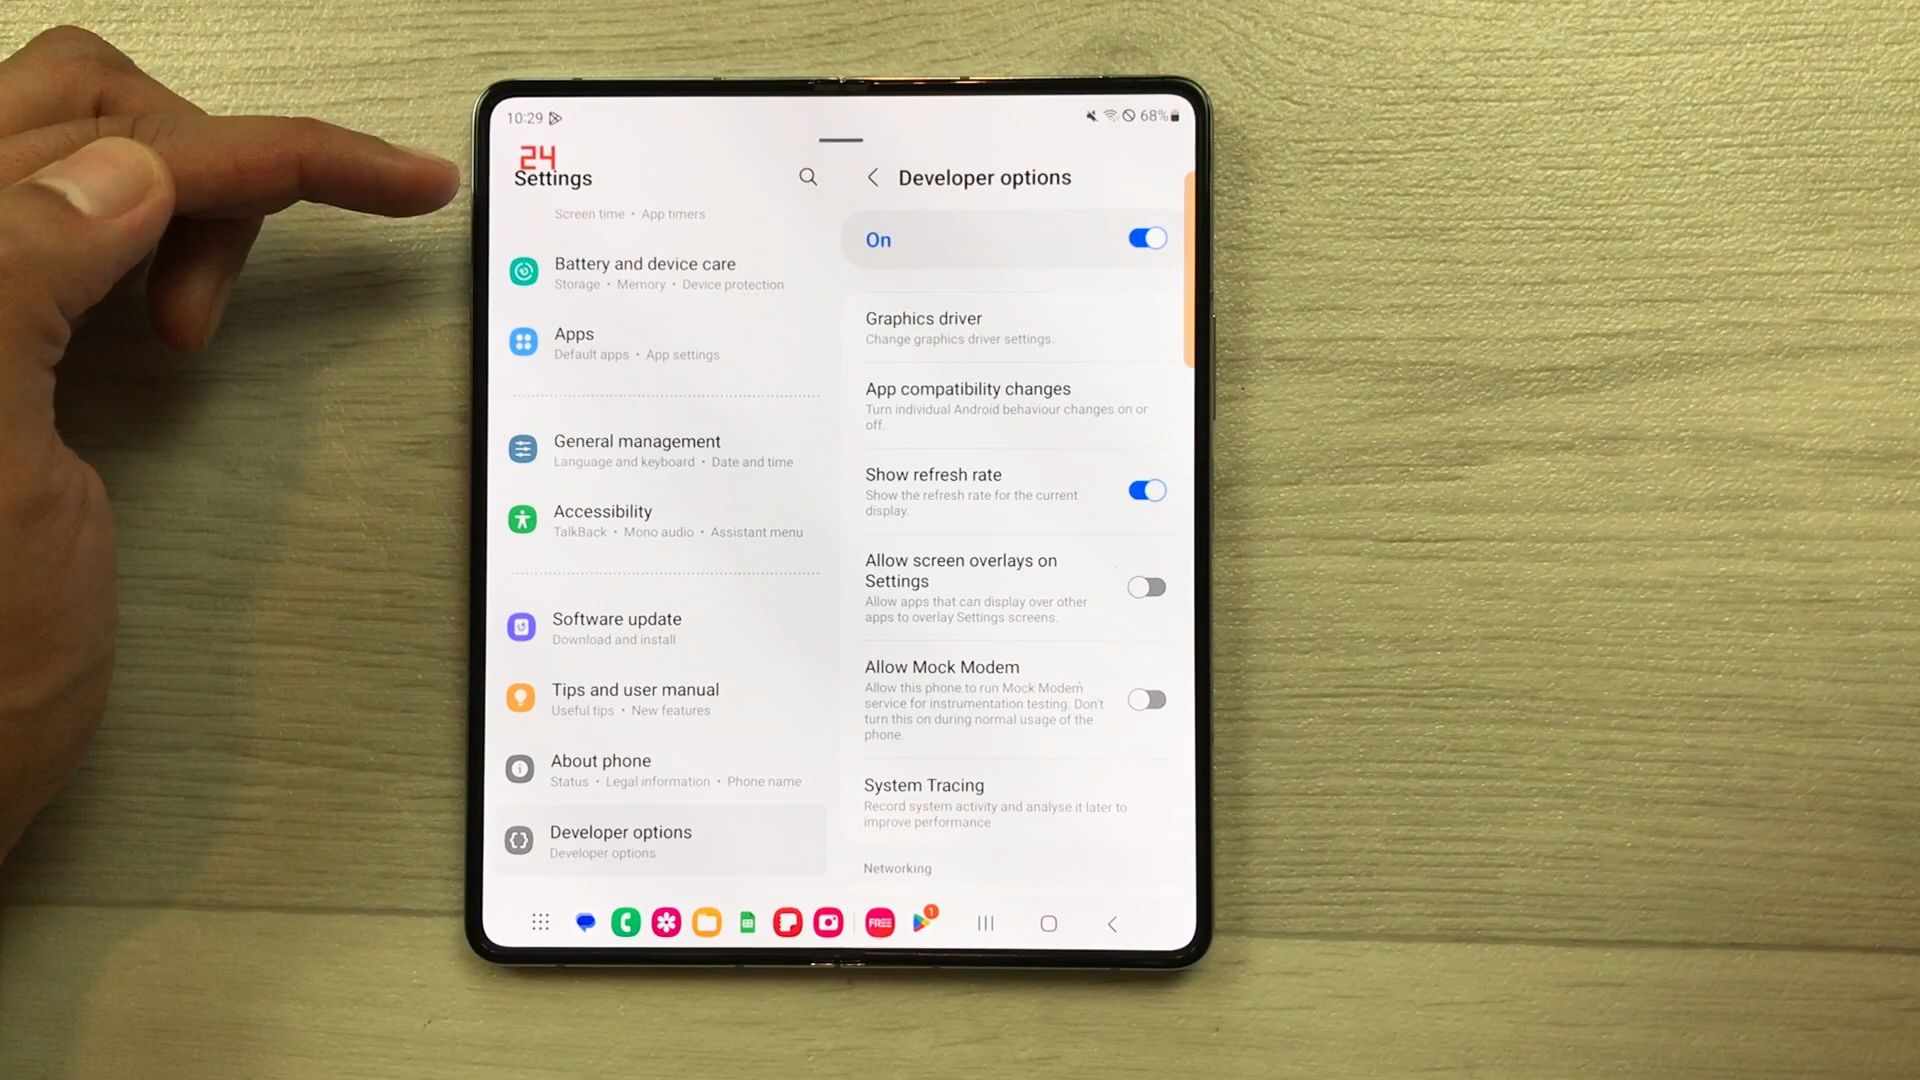 10:29
68%
24
Settings
Screen time • App timers
Battery and device care
Storage • Memory • Device protection
Apps
Default apps • App settings
General management
Language and keyboard • Date and time
Accessibility
TalkBack • Mono audio • Assistant menu
Software update
Download and install
Tips and user manual
Useful tips • New features
About phone
Status • Legal information • Phone name
Developer options
Developer options
Developer options
On
Graphics driver
Change graphics driver settings.
App compatibility changes
Turn individual Android behaviour changes on or
off.
Show refresh rate
Show the refresh rate for the current
display.
Allow screen overlays on
Settings
Allow apps that can display over other
apps to overlay Settings screens.
Allow Mock Modem
Allow this phone to run Mock Modem
service for instrumentation testing. Don't
turn this on during normal usage of the
phone.
System Tracing
Record system activity and analyse it later to
improve performance
Networking
FREE
1